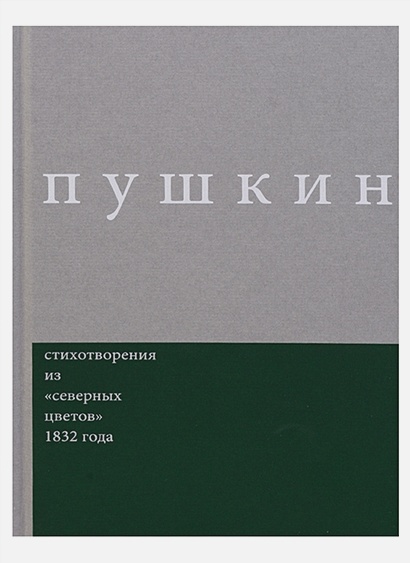 пушкин
стихотворения
из
«северных
цветов»
1832 года